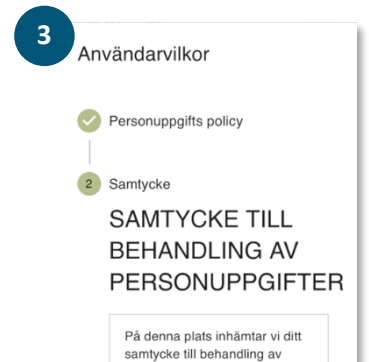 3
Användarvilkor
Personuppgifts policy
2 Samtycke
SAMTYCKE TILL
BEHANDLING AV
PERSONUPPGIFTER
På denna plats inhämtar vi ditt
samtycke till behandling av